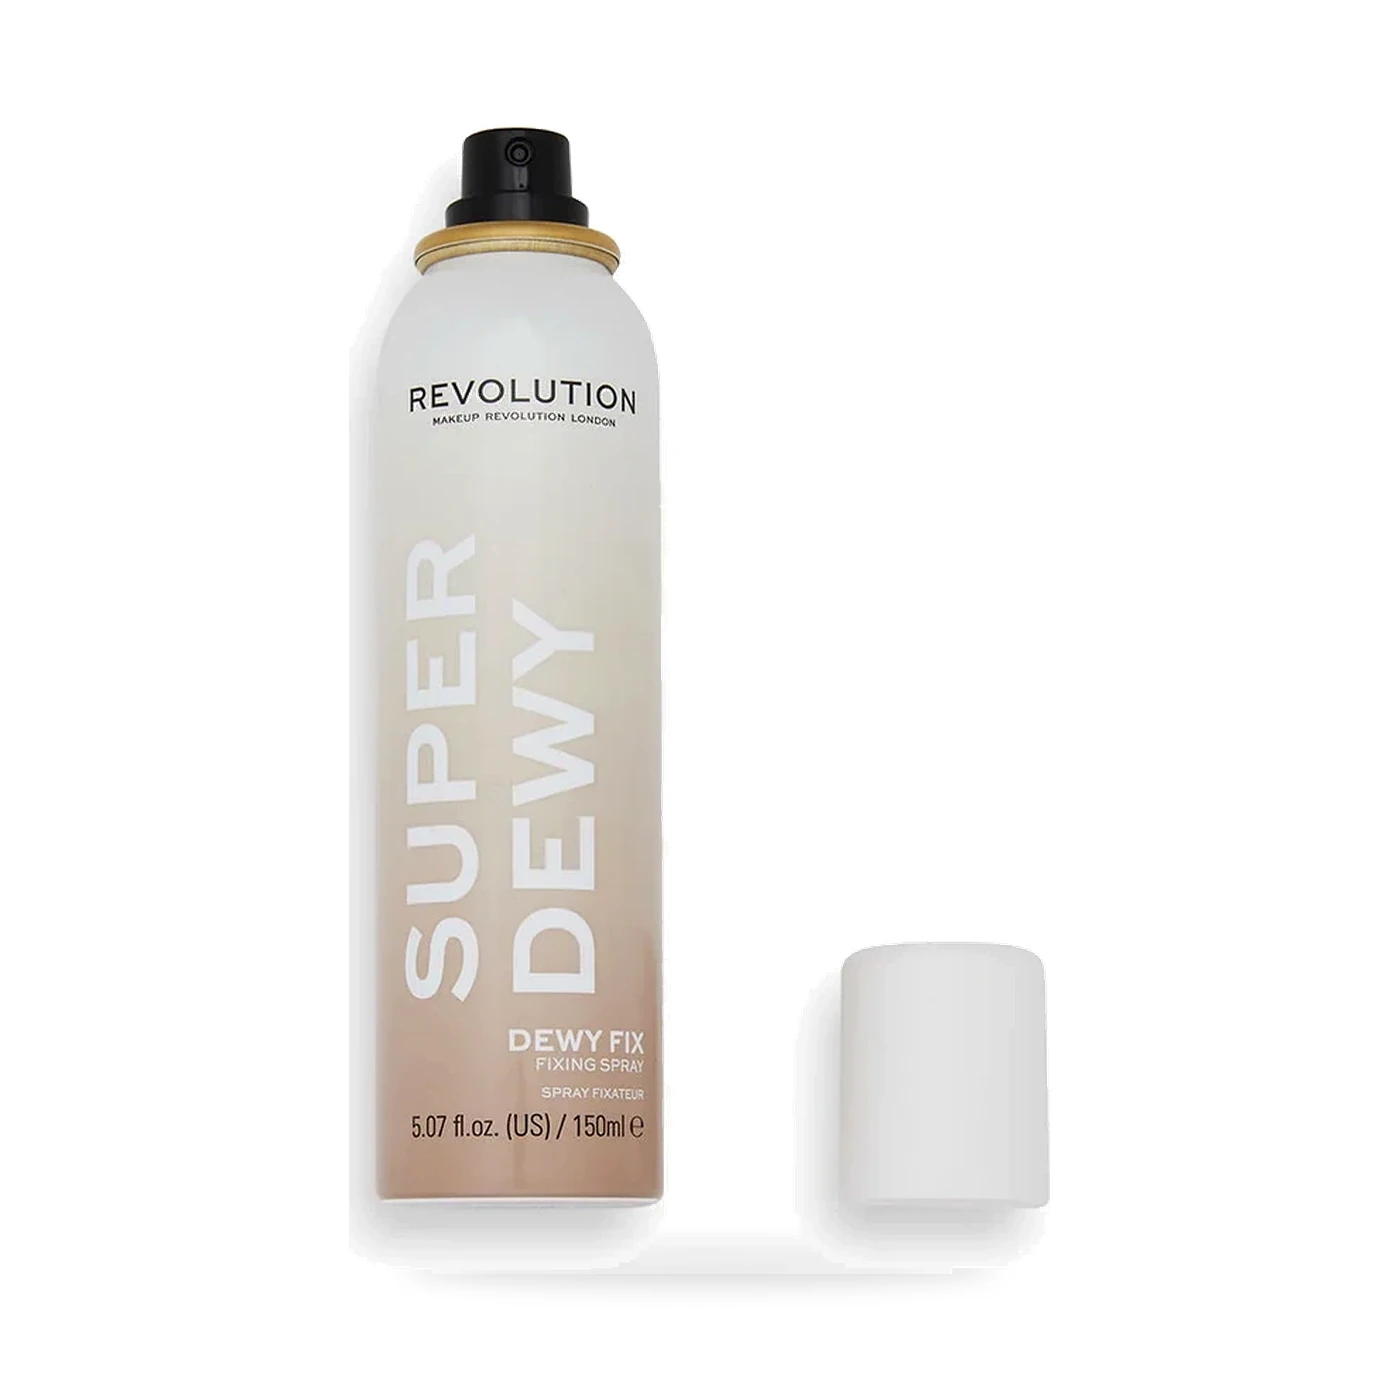 REVOLUTION
MAKEUP REVOLUTION LONDON
SUPER
DEWY
DEWY FIX
FIXING SPRAY
SPRAY FIXATEUR
5.07 fl.oz. (US) / 150ml ℮